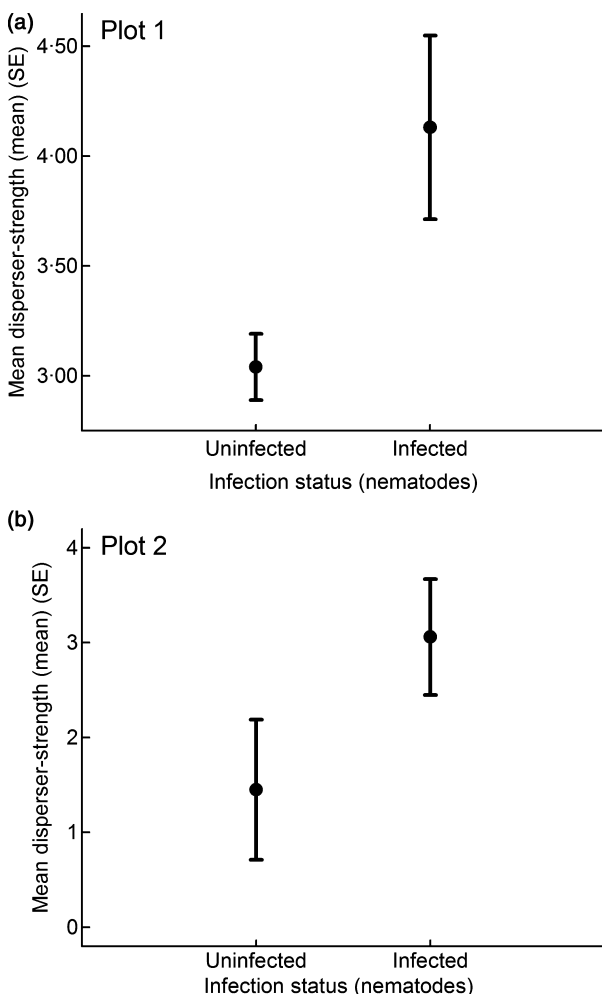 (a)
Plot 1
Mean disperser-strength (mean) (SE)
4·50
4·00
3·50
3·00
Uninfected Infected
Infection status (nematodes)
(b)
Plot 2
Mean disperser-strength (mean) (SE)
4
3
2
1
0
Uninfected Infected
Infection status (nematodes)